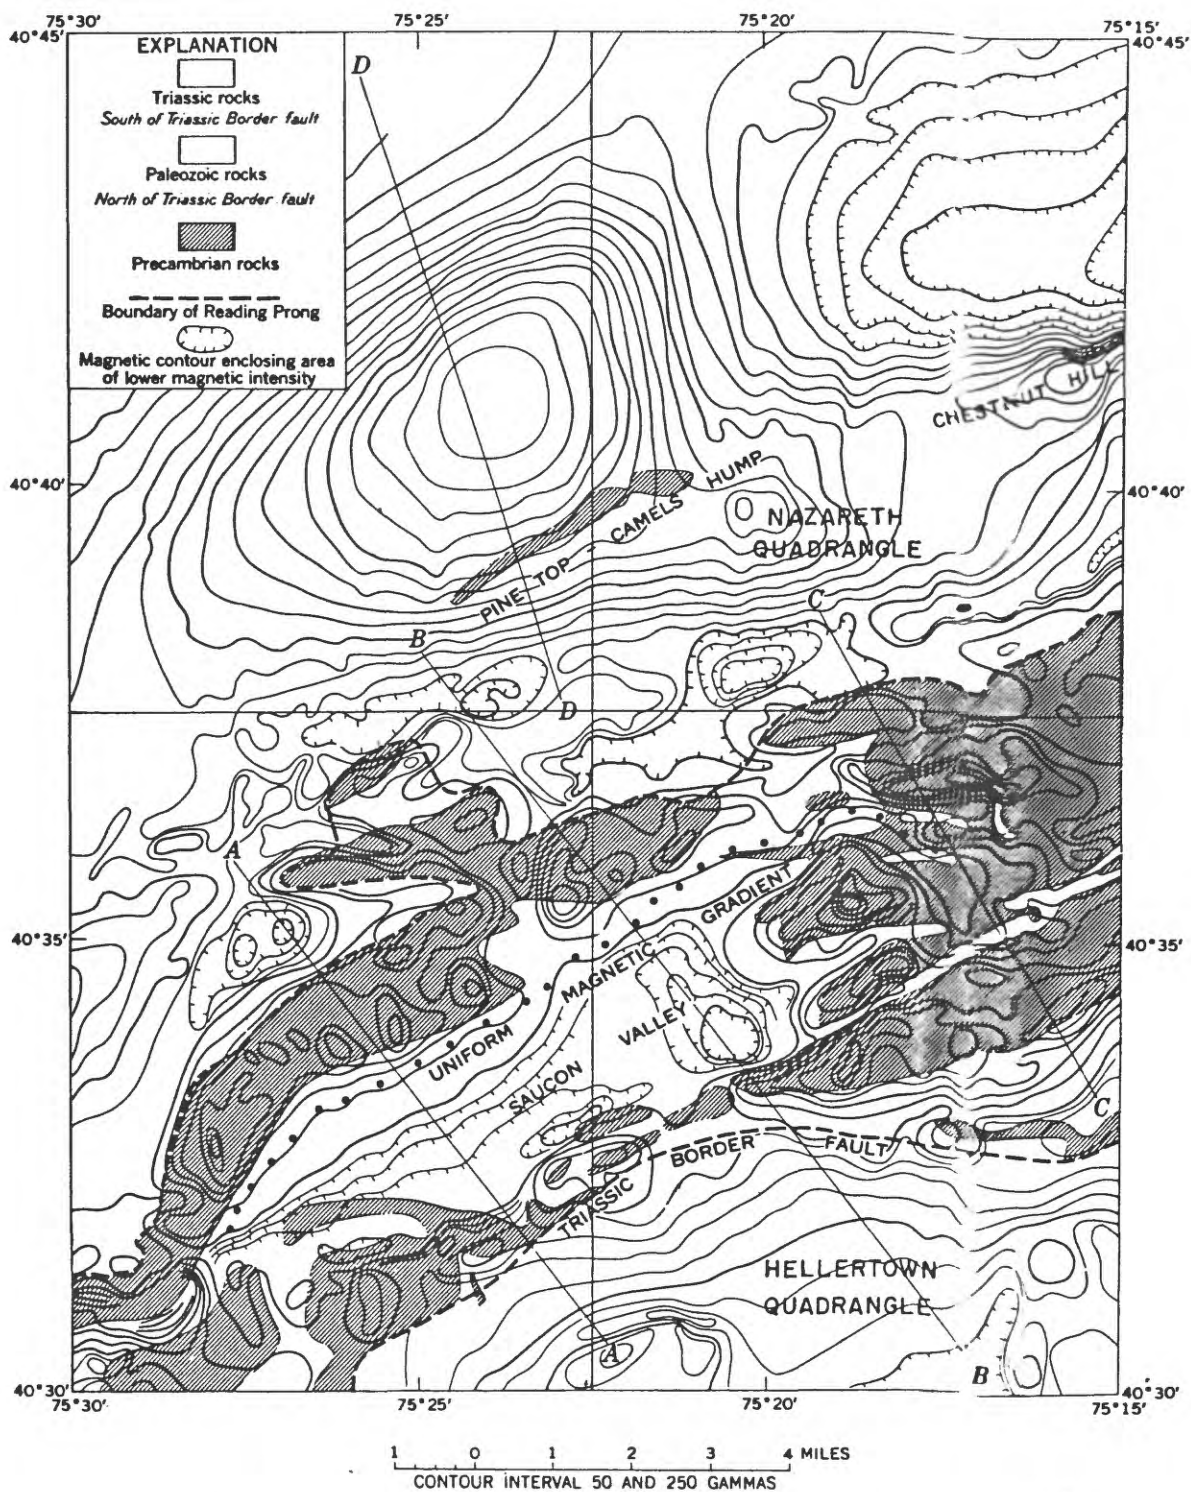 75°30′
75°25′
75°20′
75°15′
40°45′
40°45′
EXPLANATION
Triassic rocks
South of Triassic Border fault
Paleozoic rocks
North of Triassic Border fault
Precambrian rocks
Boundary of Reading Prong
Magnetic contour enclosing area
of lower magnetic intensity
D
CHESTNUT HILL
40°40′
40°40′
PINE TOP - CAMELS HUMP
NAZARETH
QUADRANGLE
C
B
D
A
40°35′
40°35′
UNIFORM MAGNETIC GRADIENT
SAUCON VALLEY
C
TRIASSIC BORDER FAULT
HELLERTOWN
QUADRANGLE
A
B
40°30′
40°30′
75°30′
75°25′
75°20′
75°15′
1 0 1 2 3 4 MILES
CONTOUR INTERVAL 50 AND 250 GAMMAS